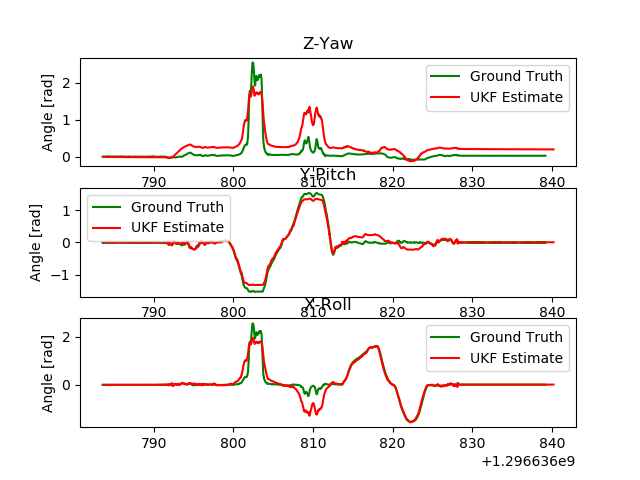 Z-Yaw
Angle [rad]
2
1
0
Ground Truth
UKF Estimate
790 800 810 820 830 840
Y-Pitch
Angle [rad]
1
0
−1
Ground Truth
UKF Estimate
790 800 810 820 830 840
X-Roll
Angle [rad]
2
0
Ground Truth
UKF Estimate
790 800 810 820 830 840
+1.296636e9